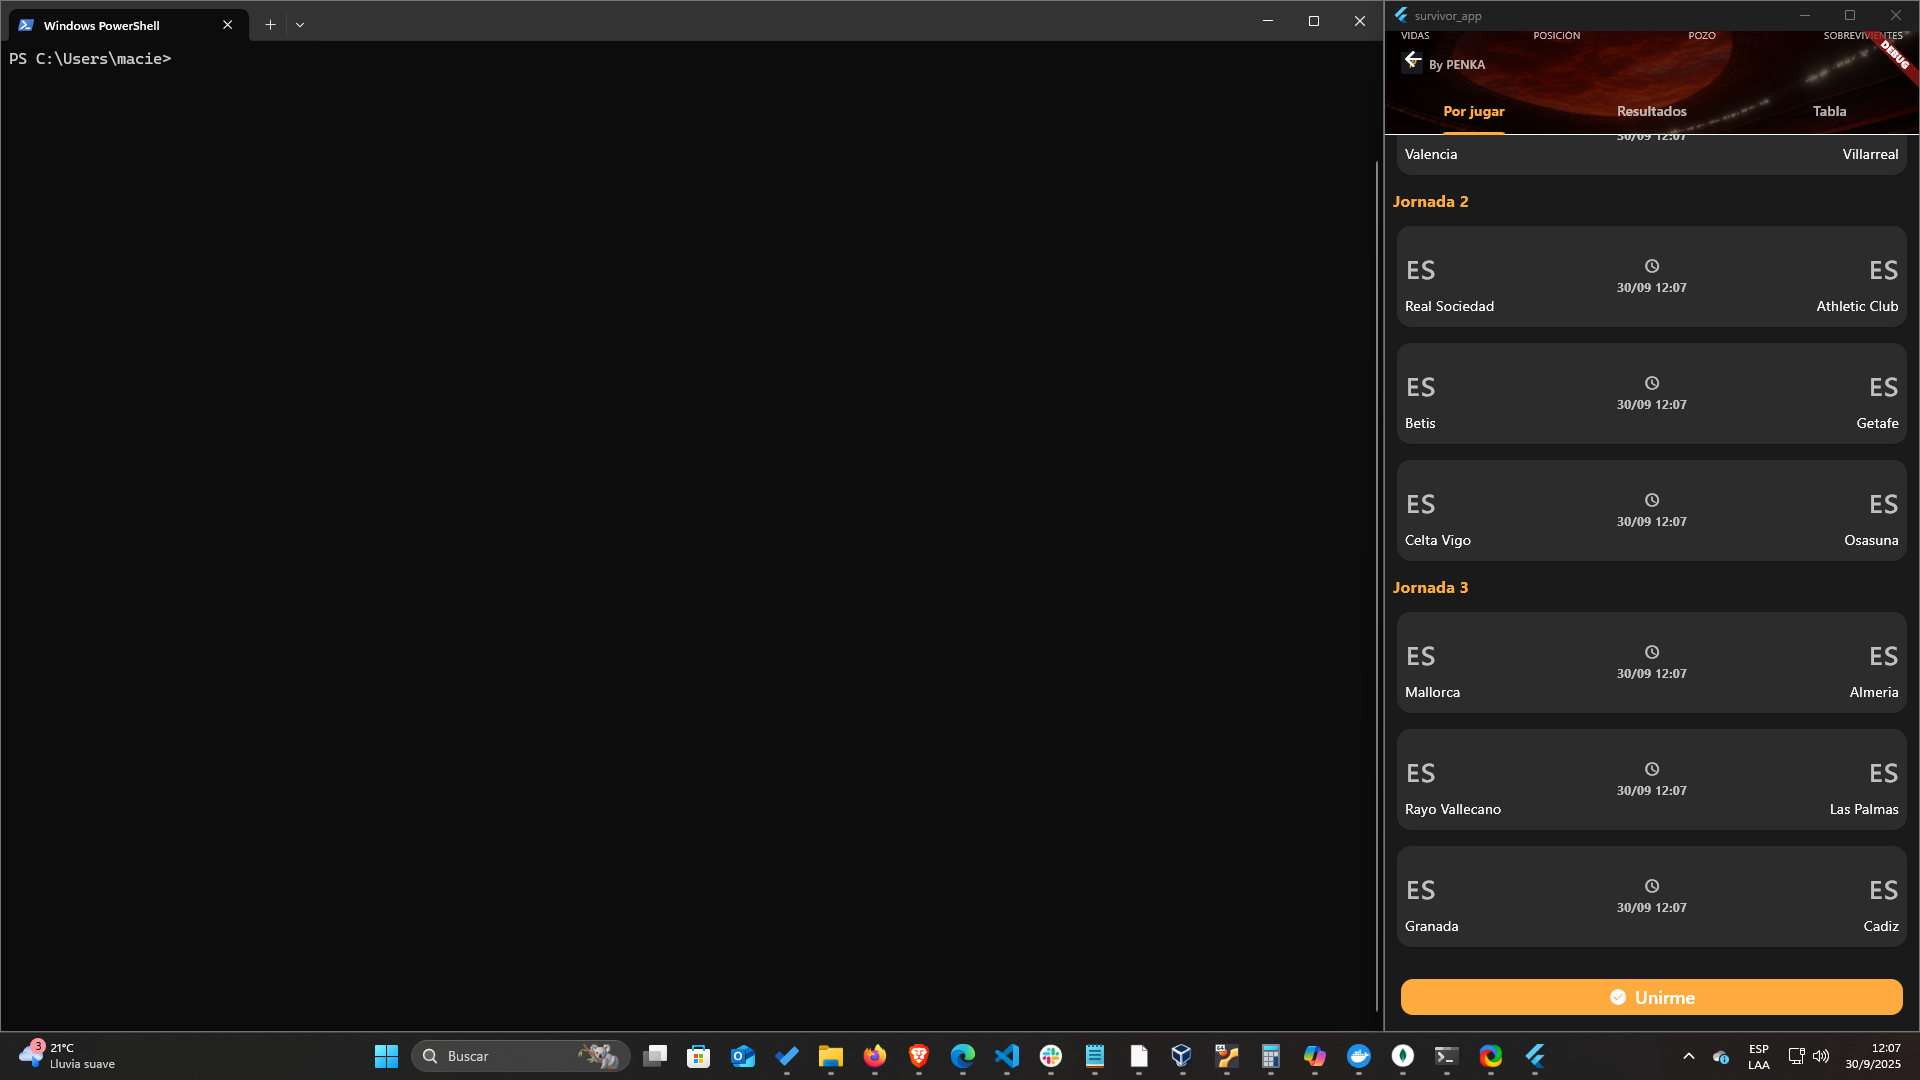 Windows PowerShell
PS C:\Users\macie>
survivor_app
VIDAS POSICIÓN POZO SOBREVIVIENTES
DEBUG
By PENKA
Por jugar Resultados Tabla
30/09 12:07
Valencia Villarreal
Jornada 2
ES ES
30/09 12:07
Real Sociedad Athletic Club
ES ES
30/09 12:07
Betis Getafe
ES ES
30/09 12:07
Celta Vigo Osasuna
Jornada 3
ES ES
30/09 12:07
Mallorca Almeria
ES ES
30/09 12:07
Rayo Vallecano Las Palmas
ES ES
30/09 12:07
Granada Cadiz
Unirme
3
21°C
Lluvia suave
Buscar
64
ESP
LAA
12:07
30/9/2025